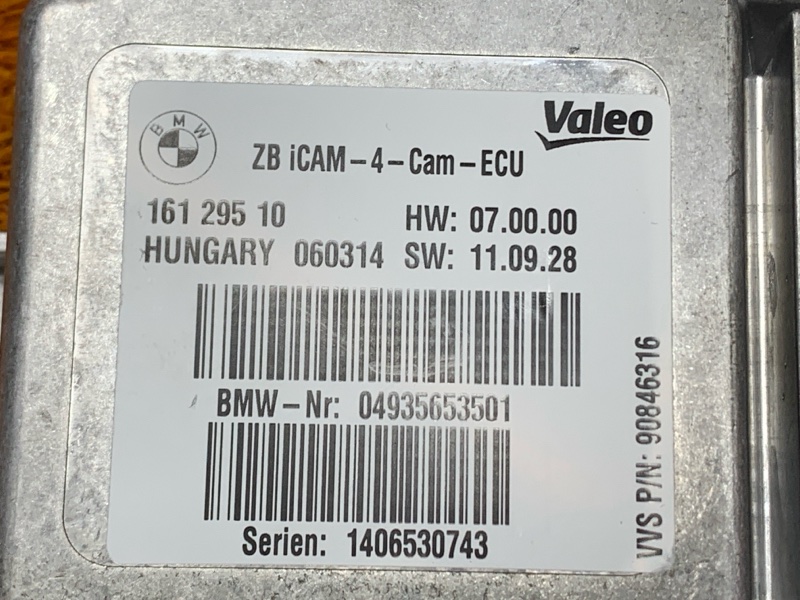 BMW
Valeo
ZB iCAM-4-Cam-ECU
161 295 10 HW: 07.00.00
HUNGARY 060314 SW: 11.09.28
BMW-Nr: 04935653501
Serien: 1406530743
VVS P/N: 90846316